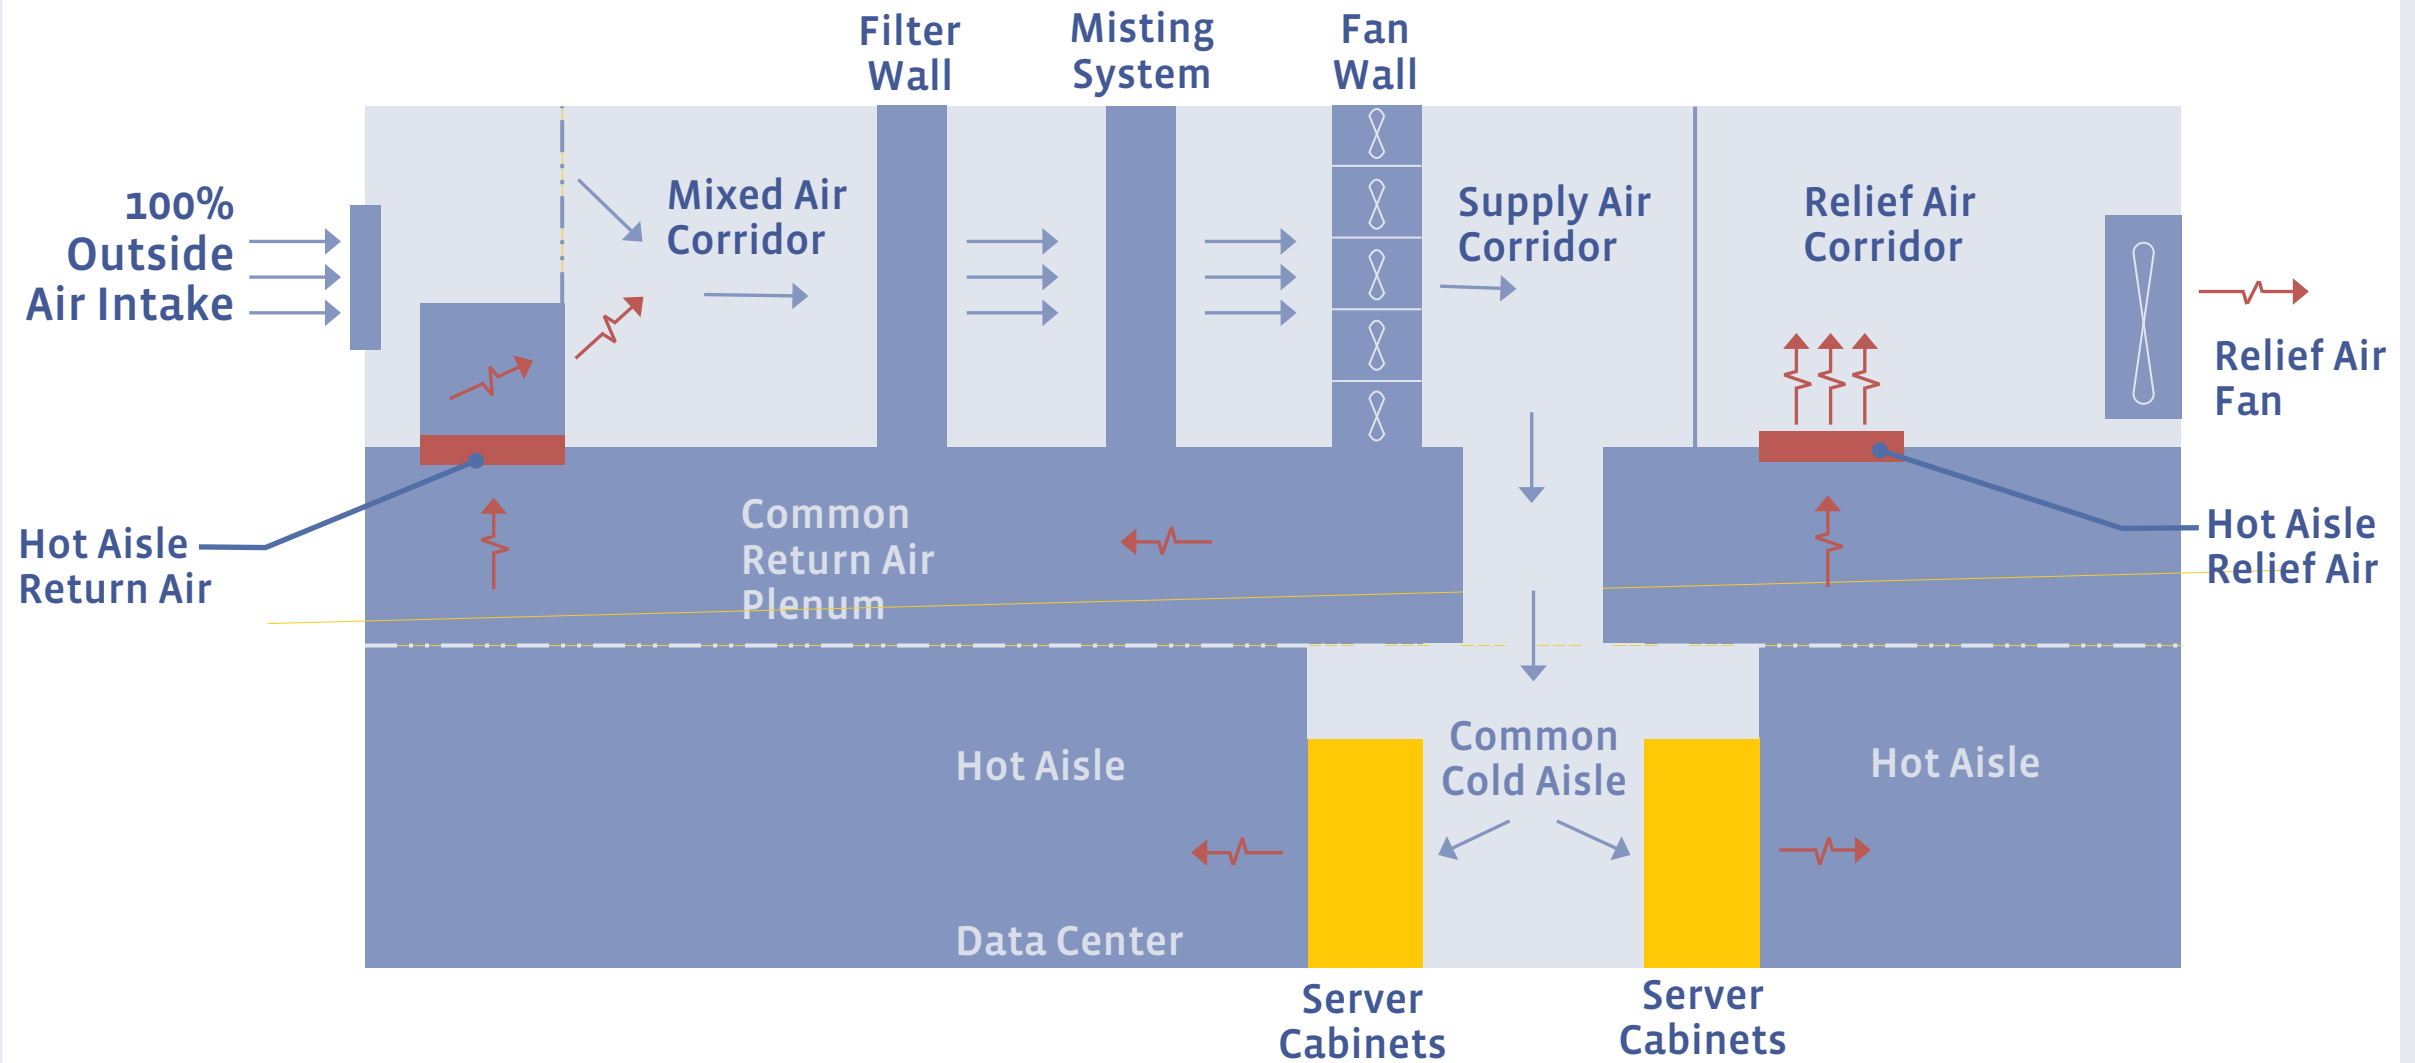 Filter
Wall
Misting
System
Fan
Wall
100%
Outside
Air Intake
Mixed Air
Corridor
Supply Air
Corridor
Relief Air
Corridor
Relief Air
Fan
Hot Aisle
Return Air
Common
Return Air
Plenum
Hot Aisle
Relief Air
Hot Aisle
Common
Cold Aisle
Hot Aisle
Data Center
Server
Cabinets
Server
Cabinets